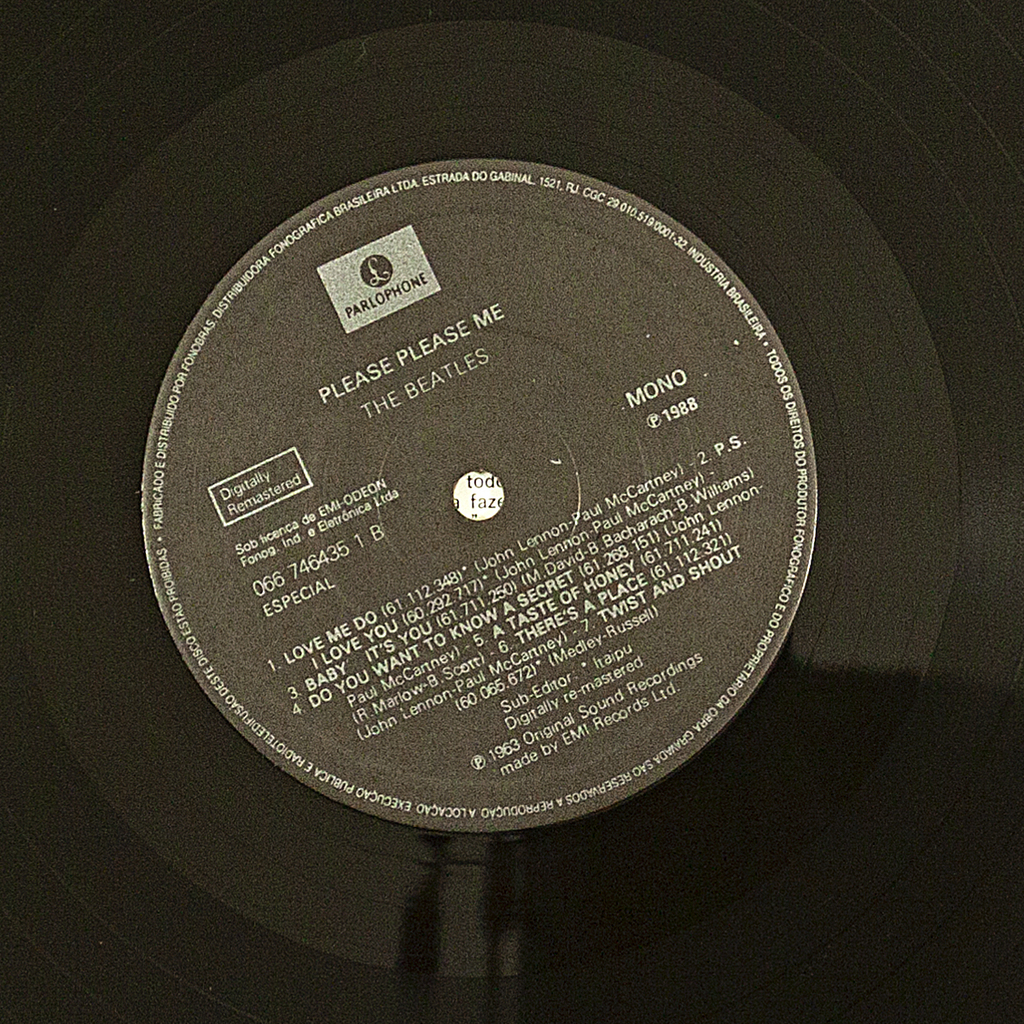 FABRICADO E DISTRIBUIDO POR FONOBRAS. DISTRIBUIDORA FONOGRAFICA BRASILEIRA LTDA. ESTRADA DO GABINAL, 1521, RJ. CGC 29.010.519/0001-32. INDUSTRIA BRASILEIRA • TODOS OS DIREITOS DO PRODUTOR FONOGRAFICO E DO PROPRIETARIO DA OBRA GRAVADA SÃO RESERVADOS A REPRODUÇÃO A LOCAÇÃO, EXECUÇÃO PUBLICA E RADIOTELEDIFUSÃO DESTE DISCO ESTÃO PROIBIDAS •
PARLOPHONE
PLEASE PLEASE ME
THE BEATLES
MONO
℗ 1988
Digitally
Remastered
Sob licença de EMI-ODEON
Fonog. Ind. e Eletrônica Ltda
066 746435 1 B
ESPECIAL
todo
faze
1. LOVE ME DO (61.112.348)* (John Lennon-Paul McCartney) - 2. P.S.
I LOVE YOU (60.292.717)* (John Lennon-Paul McCartney) -
3. BABY IT'S YOU (61.711.250) (M.David-B.Bacharach-B.Williams)
4. DO YOU WANT TO KNOW A SECRET (61.268.151) (John Lennon-
Paul McCartney) - 5. A TASTE OF HONEY (61.711.241)
(R.Marlow-B.Scott) - 6. THERE'S A PLACE (61.112.321)
(John Lennon-Paul McCartney) - 7. TWIST AND SHOUT
(60.065.672)* (Medley-Russell)
Sub-Editor: * Itaipu
Digitally re-mastered
℗ 1963 Original Sound Recordings
made by EMI Records Ltd.